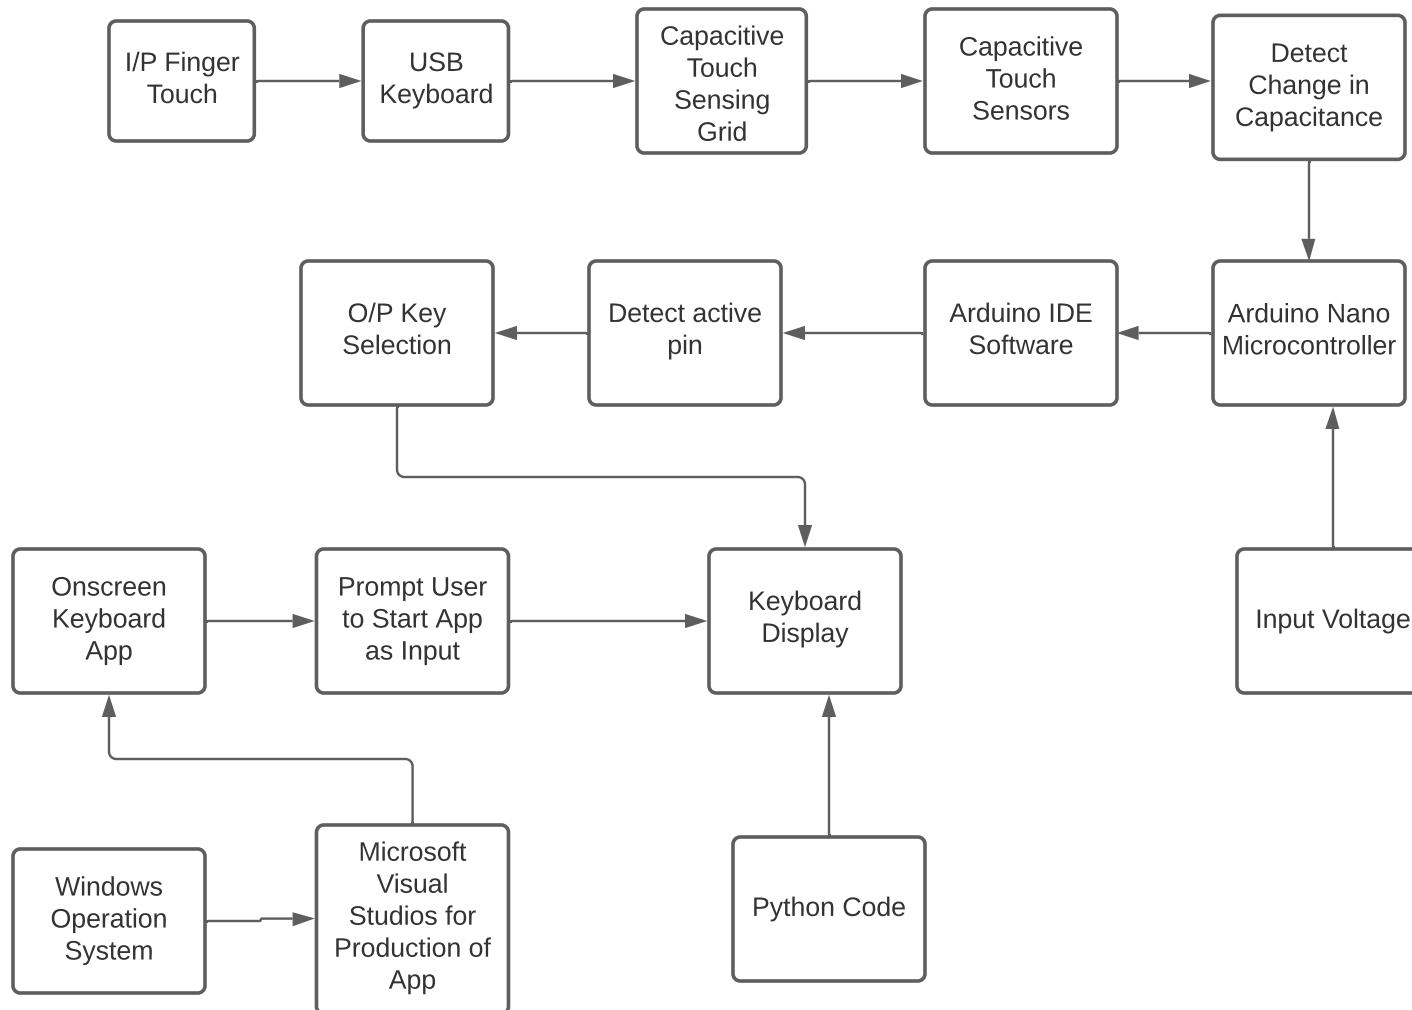 I/P Finger
Touch
USB
Keyboard
Capacitive
Touch
Sensing
Grid
Capacitive
Touch
Sensors
Detect
Change in
Capacitance
O/P Key
Selection
Detect active
pin
Arduino IDE
Software
Arduino Nano
Microcontroller
Onscreen
Keyboard
App
Prompt User
to Start App
as Input
Keyboard
Display
Input Voltage
Windows
Operation
System
Microsoft
Visual
Studios for
Production of
App
Python Code